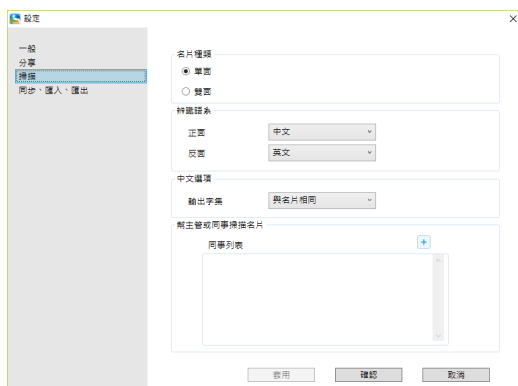 設定
一般
分享
掃描
同步、匯入、匯出
名片種類
單面
雙面
辨識語系
正面 中文
反面 英文
中文選項
輸出字集 與名片相同
幫主管或同事掃描名片
同事列表
+
套用 確認 取消